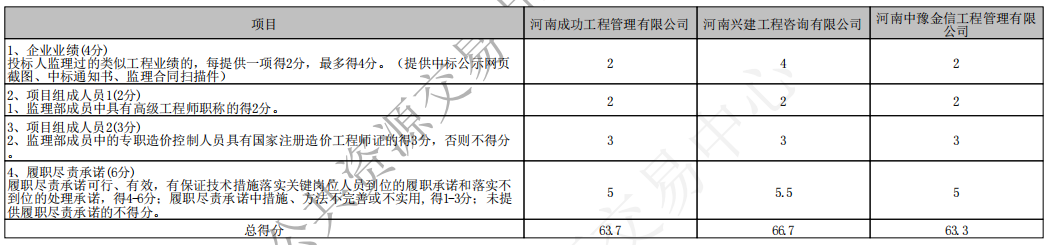 项目 河南成功工程管理有限公司 河南兴建工程咨询有限公司 河南中豫金信工程管理有限公司
1、企业业绩(4分)
投标人监理过的类似工程业绩的，每提供一项得2分，最多得4分。（提供中标公示网页
截图、中标通知书、监理合同扫描件） 2 4 2
2、项目组成人员1(2分)
1、监理部成员中具有高级工程师职称的得2分。 2 2 2
3、项目组成人员2(3分)
2、监理部成员中的专职造价控制人员具有国家注册造价工程师证的得3分，否则不得分
。 3 3 3
4、履职尽责承诺(6分)
履职尽责承诺可行、有效，有保证技术措施落实关键岗位人员到位的履职承诺和落实不
到位的处理承诺，得4-6分；履职尽责承诺中措施、方法不完善或不实用,得1-3分；未提
供履职尽责承诺的不得分。 5 5.5 5
总得分 63.7 66.7 63.3
公共资源交易中
交易中心